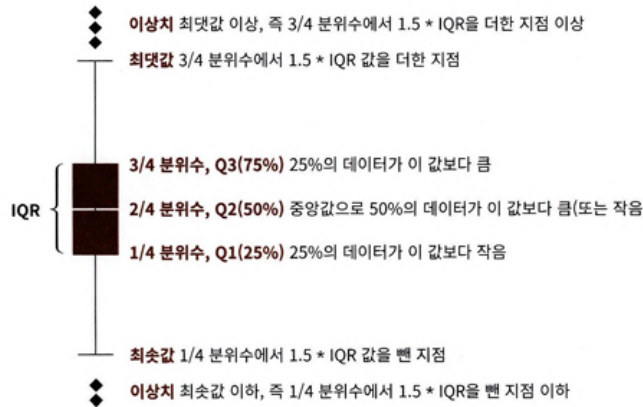 이상치 최댓값 이상, 즉 3/4 분위수에서 1.5 * IQR을 더한 지점 이상
최댓값 3/4 분위수에서 1.5 * IQR 값을 더한 지점
3/4 분위수, Q3(75%) 25%의 데이터가 이 값보다 큼
IQR
2/4 분위수, Q2(50%) 중앙값으로 50%의 데이터가 이 값보다 큼(또는 작음
1/4 분위수, Q1(25%) 25%의 데이터가 이 값보다 작음
최솟값 1/4 분위수에서 1.5 * IQR 값을 뺀 지점
이상치 최솟값 이하, 즉 1/4 분위수에서 1.5 * IQR을 뺀 지점 이하